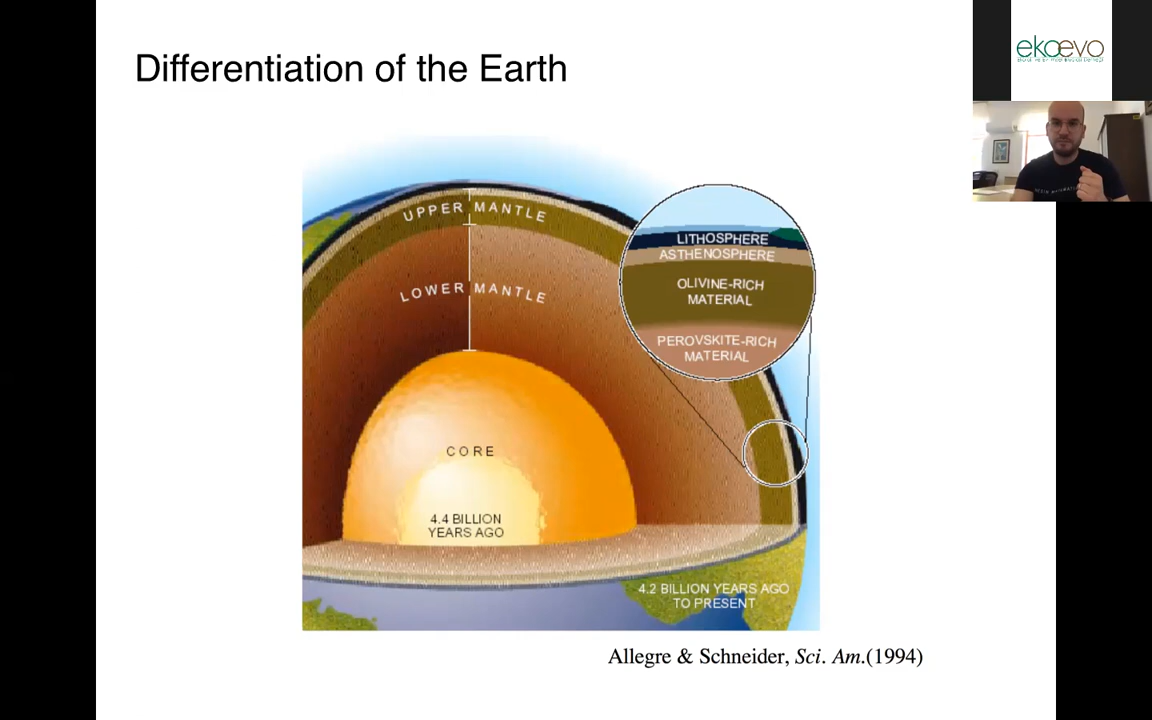 Differentiation of the Earth
ekoevo
UPPER MANTLE
LOWER MANTLE
LITHOSPHERE
ASTHENOSPHERE
OLIVINE-RICH
MATERIAL
PEROVSKITE-RICH
MATERIAL
CORE
4.4 BILLION
YEARS AGO
4.2 BILLION YEARS AGO
TO PRESENT
Allegre & Schneider, Sci. Am.(1994)